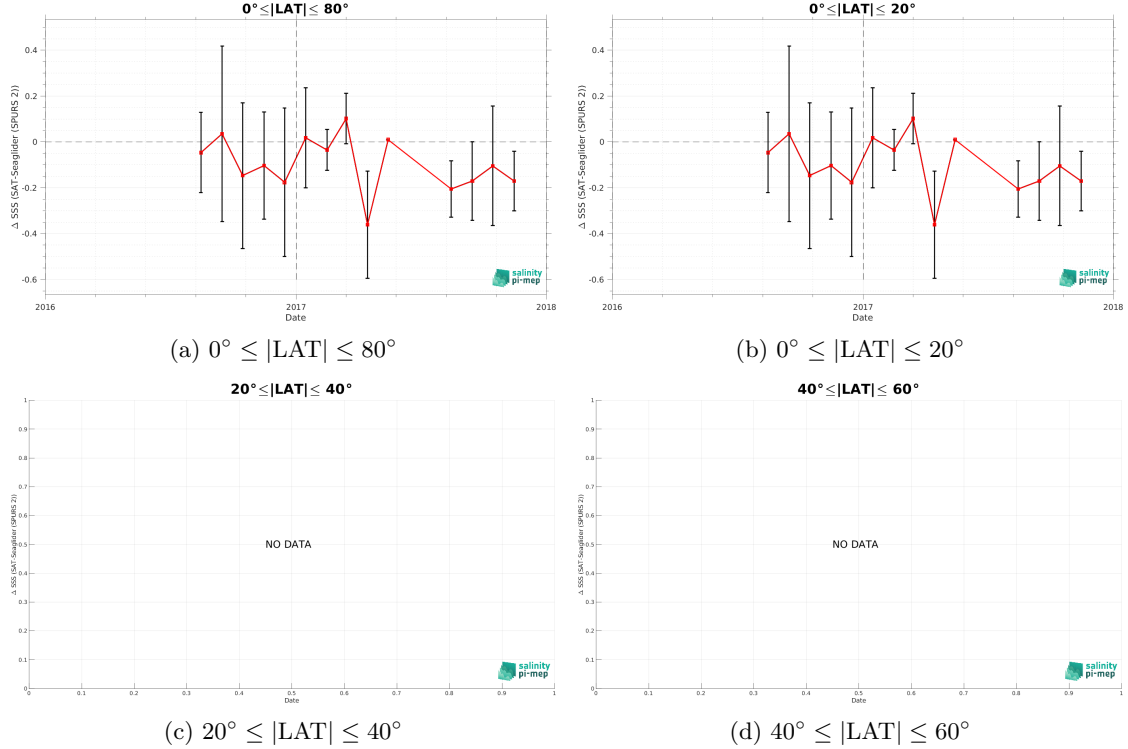 0°≤|LAT|≤ 80°
0.4
0.2
0
-0.2
-0.4
-0.6
Δ SSS (SAT-Seaglider (SPURS 2))
2016
2017
2018
Date
salinity
pi-mep
(a) 0° ≤ |LAT| ≤ 80°
0°≤|LAT|≤ 20°
0.4
0.2
0
-0.2
-0.4
-0.6
Δ SSS (SAT-Seaglider (SPURS 2))
2016
2017
2018
Date
salinity
pi-mep
(b) 0° ≤ |LAT| ≤ 20°
20°≤|LAT|≤ 40°
1
0.9
0.8
0.7
0.6
0.5
0.4
0.3
0.2
0.1
0
Δ SSS (SAT-Seaglider (SPURS 2))
NO DATA
0 0.1 0.2 0.3 0.4 0.5 0.6 0.7 0.8 0.9 1
Date
salinity
pi-mep
(c) 20° ≤ |LAT| ≤ 40°
40°≤|LAT|≤ 60°
1
0.9
0.8
0.7
0.6
0.5
0.4
0.3
0.2
0.1
0
Δ SSS (SAT-Seaglider (SPURS 2))
NO DATA
0 0.1 0.2 0.3 0.4 0.5 0.6 0.7 0.8 0.9 1
Date
salinity
pi-mep
(d) 40° ≤ |LAT| ≤ 60°